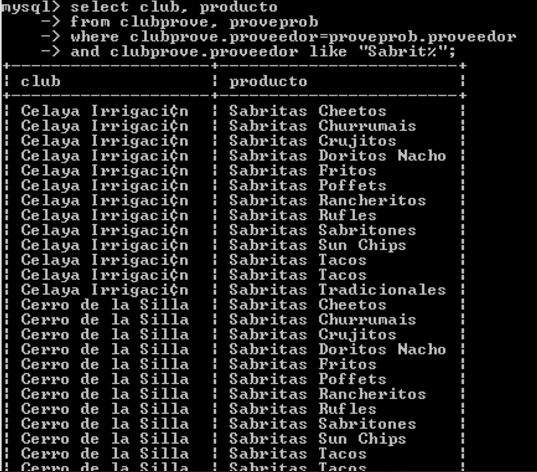 mysql> select club, producto
-> from clubprove, proveprob
-> where clubprove.proveedor=proveprob.proveedor
-> and clubprove.proveedor like "Sabrit%";
+---------------------+------------------------+
¦ club ¦ producto ¦
+---------------------+------------------------+
¦ Celaya Irrigaci¢n ¦ Sabritas Cheetos ¦
¦ Celaya Irrigaci¢n ¦ Sabritas Churrumais ¦
¦ Celaya Irrigaci¢n ¦ Sabritas Crujitos ¦
¦ Celaya Irrigaci¢n ¦ Sabritas Doritos Nacho ¦
¦ Celaya Irrigaci¢n ¦ Sabritas Fritos ¦
¦ Celaya Irrigaci¢n ¦ Sabritas Poffets ¦
¦ Celaya Irrigaci¢n ¦ Sabritas Rancheritos ¦
¦ Celaya Irrigaci¢n ¦ Sabritas Rufles ¦
¦ Celaya Irrigaci¢n ¦ Sabritas Sabritones ¦
¦ Celaya Irrigaci¢n ¦ Sabritas Sun Chips ¦
¦ Celaya Irrigaci¢n ¦ Sabritas Tacos ¦
¦ Celaya Irrigaci¢n ¦ Sabritas Tacos ¦
¦ Celaya Irrigaci¢n ¦ Sabritas Tradicionales ¦
¦ Cerro de la Silla ¦ Sabritas Cheetos ¦
¦ Cerro de la Silla ¦ Sabritas Churrumais ¦
¦ Cerro de la Silla ¦ Sabritas Crujitos ¦
¦ Cerro de la Silla ¦ Sabritas Doritos Nacho ¦
¦ Cerro de la Silla ¦ Sabritas Fritos ¦
¦ Cerro de la Silla ¦ Sabritas Poffets ¦
¦ Cerro de la Silla ¦ Sabritas Rancheritos ¦
¦ Cerro de la Silla ¦ Sabritas Rufles ¦
¦ Cerro de la Silla ¦ Sabritas Sabritones ¦
¦ Cerro de la Silla ¦ Sabritas Sun Chips ¦
¦ Cerro de la Silla ¦ Sabritas Tacos ¦
¦ Cerro de la Silla ¦ Sabritas Tacos ¦